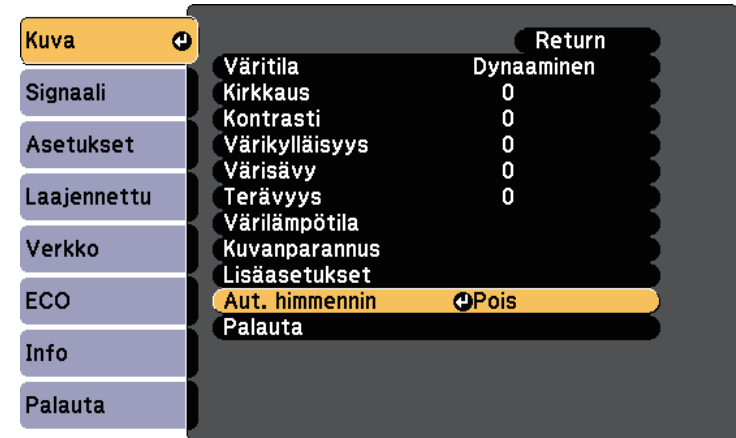 Kuva
Signaali
Asetukset
Laajennettu
Verkko
ECO
Info
Palauta
Return
Väritila Dynaaminen
Kirkkaus 0
Kontrasti 0
Värikylläisyys 0
Värisävy 0
Terävyys 0
Värilämpötila
Kuvanparannus
Lisäasetukset
Aut. himmennin Pois
Palauta